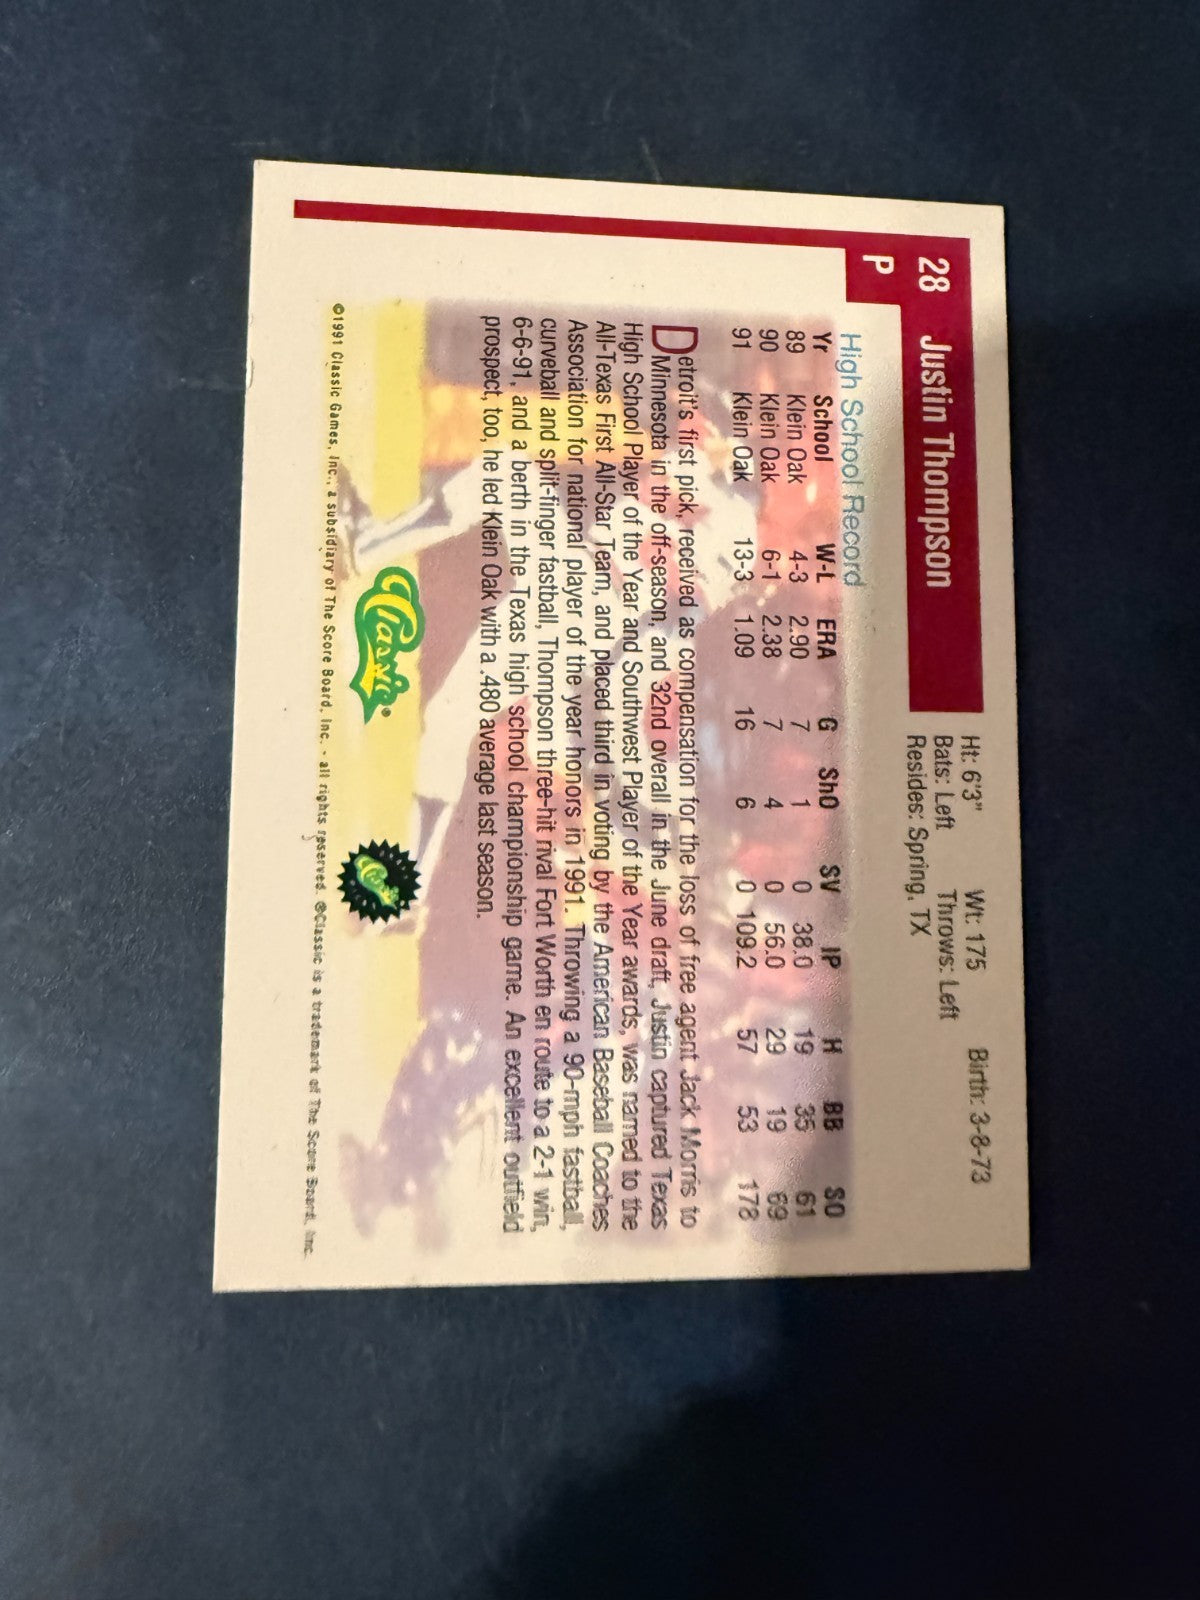 28 Justin Thompson
P
Ht: 6'3" Wt: 175 Birth: 3-8-73
Bats: Left Throws: Left
Resides: Spring, TX
High School Record
Yr School W-L ERA G ShO SV IP H BB SO
89 Klein Oak 4-3 2.90 7 1 0 38.0 19 35 61
90 Klein Oak 6-1 2.38 7 4 0 56.0 29 19 69
91 Klein Oak 13-3 1.09 16 6 0 109.2 57 53 178
Detroit's first pick, received as compensation for the loss of free agent Jack Morris to
Minnesota in the off-season, and 32nd overall in the June draft, Justin captured Texas
High School Player of the Year and Southwest Player of the Year awards, was named to the
All-Texas First All-Star Team, and placed third in voting by the American Baseball Coaches
Association for national player of the year honors in 1991. Throwing a 90-mph fastball,
curveball and split-finger fastball, Thompson three-hit rival Fort Worth en route to a 2-1 win,
6-6-91, and a berth in the Texas high school championship game. An excellent outfield
prospect, too, he led Klein Oak with a .480 average last season.
Classic®
Classic
©1991 Classic Games, Inc., a subsidiary of The Score Board, Inc. - all rights reserved. ®Classic is a trademark of The Score Board, Inc.